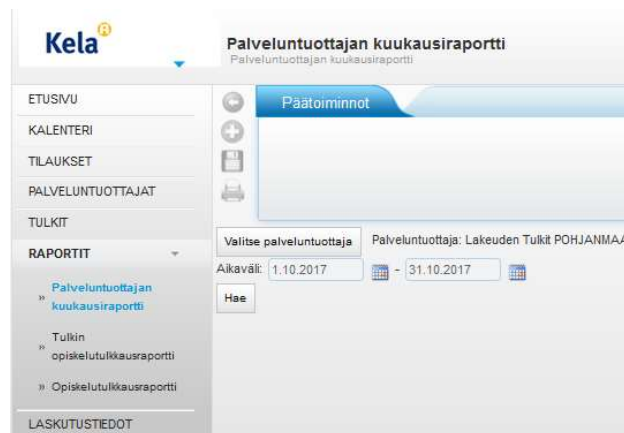 Kela
Palveluntuottajan kuukausiraportti
Palveluntuottajan kuukausiraportti
ETUSIVU
KALENTERI
TILAUKSET
PALVELUNTUOTTAJAT
TULKIT
RAPORTIT
» Palveluntuottajan
kuukausiraportti
» Tulkin
opiskelutulkkausraportti
» Opiskelutulkkausraportti
LASKUTUSTIEDOT
Päätoiminnot
Valitse palveluntuottaja Palveluntuottaja: Lakeuden Tulkit POHJANMAA
Aikaväli: 1.10.2017 - 31.10.2017
Hae